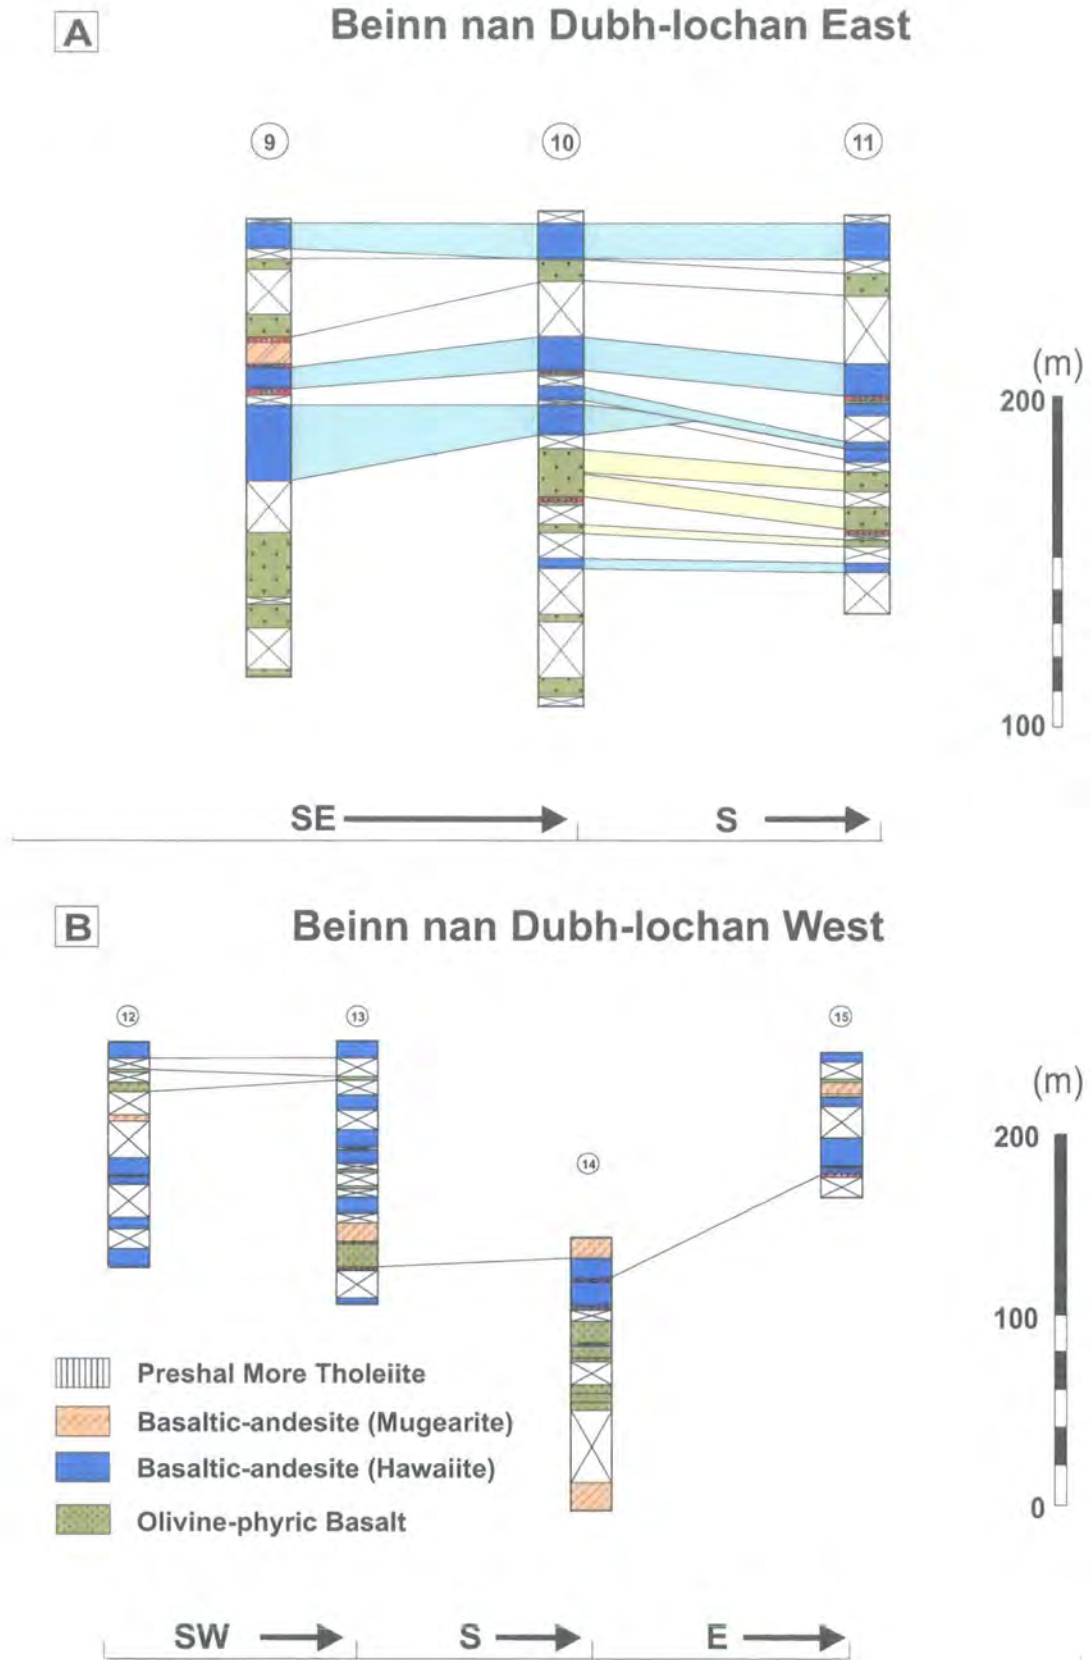 A Beinn nan Dubh-lochan East
9 10 11
(m)
200
100
SE S
B Beinn nan Dubh-lochan West
12 13 14 15
(m)
200
100
0
Preshal More Tholeiite
Basaltic-andesite (Mugearite)
Basaltic-andesite (Hawaiite)
Olivine-phyric Basalt
SW S E